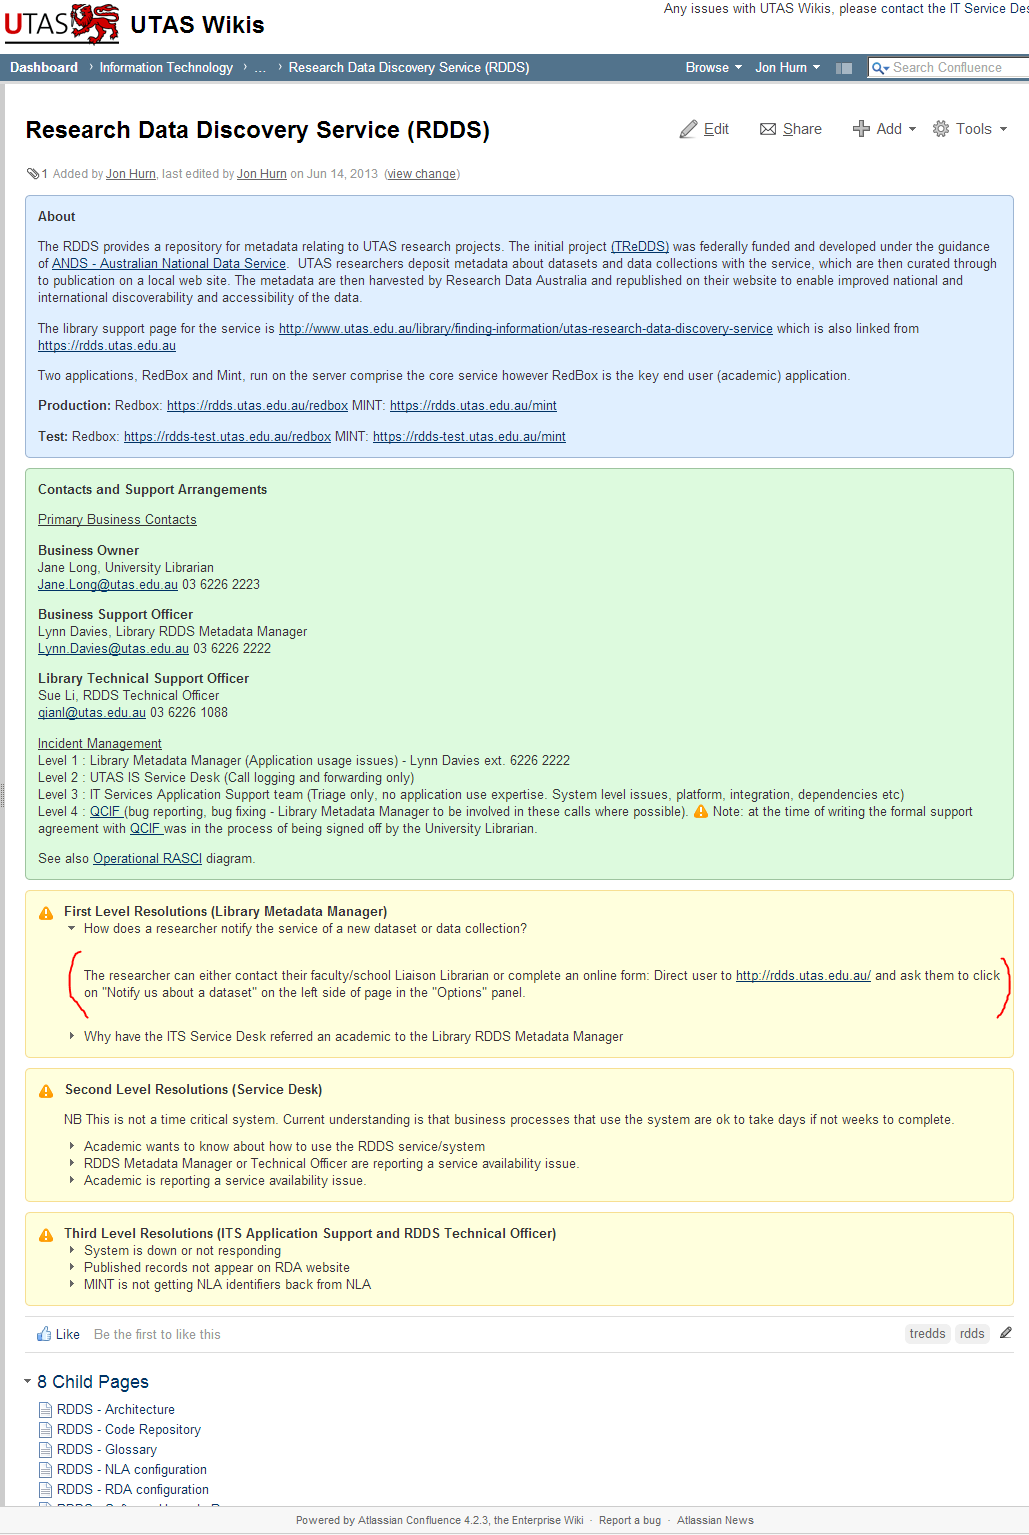 Any issues with UTAS Wikis, please contact the IT Service Des
UTAS UTAS Wikis
Dashboard › Information Technology › ... › Research Data Discovery Service (RDDS) Browse Jon Hurn Search Confluence
Research Data Discovery Service (RDDS) Edit Share Add Tools
1 Added by Jon Hurn, last edited by Jon Hurn on Jun 14, 2013 (view change)
About
The RDDS provides a repository for metadata relating to UTAS research projects. The initial project (TReDDS) was federally funded and developed under the guidance
of ANDS - Australian National Data Service. UTAS researchers deposit metadata about datasets and data collections with the service, which are then curated through
to publication on a local web site. The metadata are then harvested by Research Data Australia and republished on their website to enable improved national and
international discoverability and accessibility of the data.
The library support page for the service is http://www.utas.edu.au/library/finding-information/utas-research-data-discovery-service which is also linked from
https://rdds.utas.edu.au
Two applications, RedBox and Mint, run on the server comprise the core service however RedBox is the key end user (academic) application.
Production: Redbox: https://rdds.utas.edu.au/redbox MINT: https://rdds.utas.edu.au/mint
Test: Redbox: https://rdds-test.utas.edu.au/redbox MINT: https://rdds-test.utas.edu.au/mint
Contacts and Support Arrangements
Primary Business Contacts
Business Owner
Jane Long, University Librarian
Jane.Long@utas.edu.au 03 6226 2223
Business Support Officer
Lynn Davies, Library RDDS Metadata Manager
Lynn.Davies@utas.edu.au 03 6226 2222
Library Technical Support Officer
Sue Li, RDDS Technical Officer
qianl@utas.edu.au 03 6226 1088
Incident Management
Level 1 : Library Metadata Manager (Application usage issues) - Lynn Davies ext. 6226 2222
Level 2 : UTAS IS Service Desk (Call logging and forwarding only)
Level 3 : IT Services Application Support team (Triage only, no application use expertise. System level issues, platform, integration, dependencies etc)
Level 4 : QCIF (bug reporting, bug fixing - Library Metadata Manager to be involved in these calls where possible). Note: at the time of writing the formal support
agreement with QCIF was in the process of being signed off by the University Librarian.
See also Operational RASCI diagram.
First Level Resolutions (Library Metadata Manager)
How does a researcher notify the service of a new dataset or data collection?
The researcher can either contact their faculty/school Liaison Librarian or complete an online form: Direct user to http://rdds.utas.edu.au/ and ask them to click
on "Notify us about a dataset" on the left side of page in the "Options" panel.
Why have the ITS Service Desk referred an academic to the Library RDDS Metadata Manager
Second Level Resolutions (Service Desk)
NB This is not a time critical system. Current understanding is that business processes that use the system are ok to take days if not weeks to complete.
Academic wants to know about how to use the RDDS service/system
RDDS Metadata Manager or Technical Officer are reporting a service availability issue.
Academic is reporting a service availability issue.
Third Level Resolutions (ITS Application Support and RDDS Technical Officer)
System is down or not responding
Published records not appear on RDA website
MINT is not getting NLA identifiers back from NLA
Like Be the first to like this tredds rdds
8 Child Pages
RDDS - Architecture
RDDS - Code Repository
RDDS - Glossary
RDDS - NLA configuration
RDDS - RDA configuration
Powered by Atlassian Confluence 4.2.3, the Enterprise Wiki · Report a bug · Atlassian News